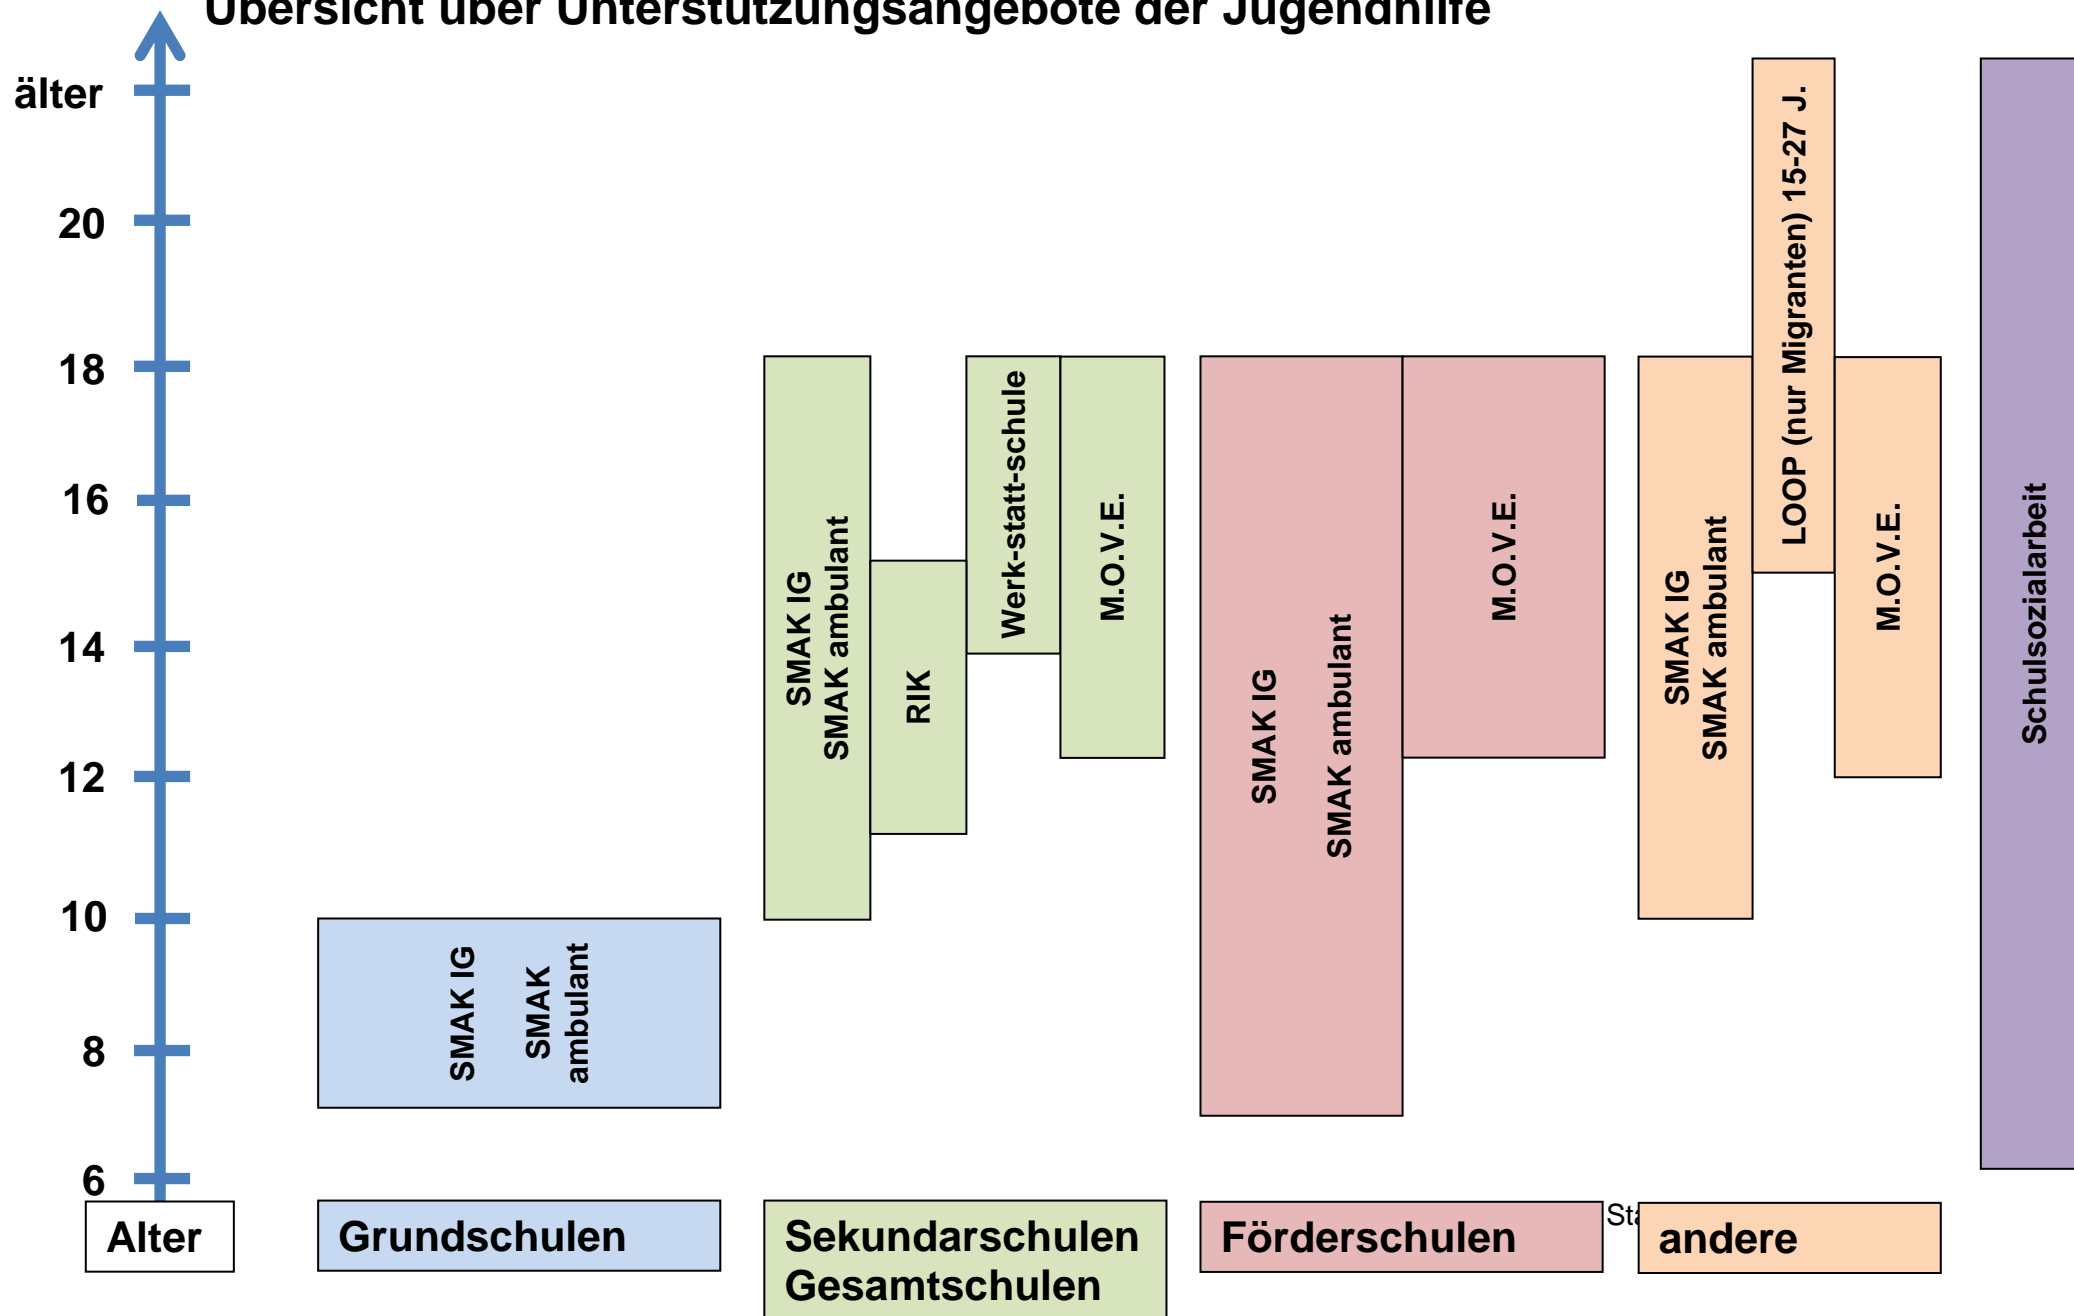 Übersicht über Unterstützungsangebote der Jugendhilfe
älter
20
18
16
14
12
10
8
6
Alter
SMAK IG
SMAK
ambulant
Grundschulen
SMAK IG
SMAK ambulant
RIK
Werk-statt-schule
M.O.V.E.
Sekundarschulen
Gesamtschulen
SMAK IG
SMAK ambulant
M.O.V.E.
Förderschulen
SMAK IG
SMAK ambulant
LOOP (nur Migranten) 15-27 J.
M.O.V.E.
andere
Schulsozialarbeit